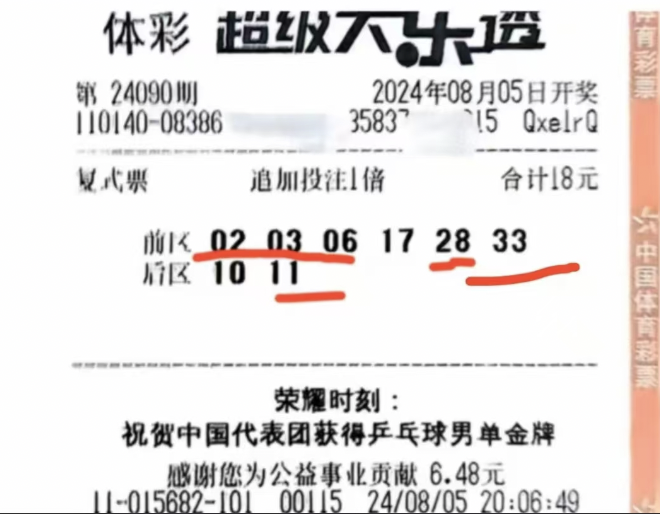 体彩 超级大乐透
第 24090期 2024年08月05日开奖
110140-08386 35837 15 QxelrQ
复式票 追加投注1倍 合计18元
前区 02 03 06 17 28 33
后区 10 11
荣耀时刻：
祝贺中国代表团获得乒乓球男单金牌
感谢您为公益事业贡献 6.48元
11-015682-101 00115 24/08/05 20:06:49
体育彩票
中国体育彩票